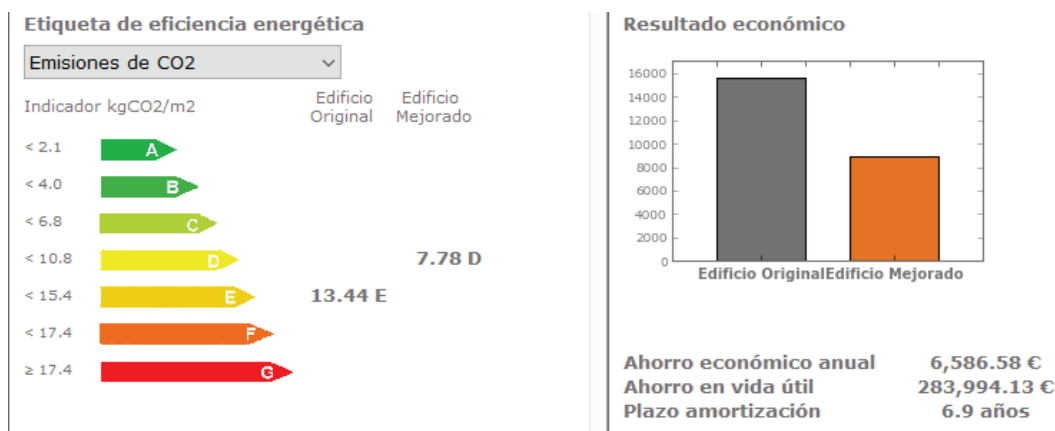 Etiqueta de eficiencia energética
Emisiones de CO2
Indicador kgCO2/m2
Edificio Original
Edificio Mejorado
< 2.1 A
< 4.0 B
< 6.8 C
< 10.8 D 7.78 D
< 15.4 E 13.44 E
< 17.4 F
≥ 17.4 G
Resultado económico
16000
14000
12000
10000
8000
6000
4000
2000
0
Edificio Original Edificio Mejorado
Ahorro económico anual 6,586.58 €
Ahorro en vida útil 283,994.13 €
Plazo amortización 6.9 años